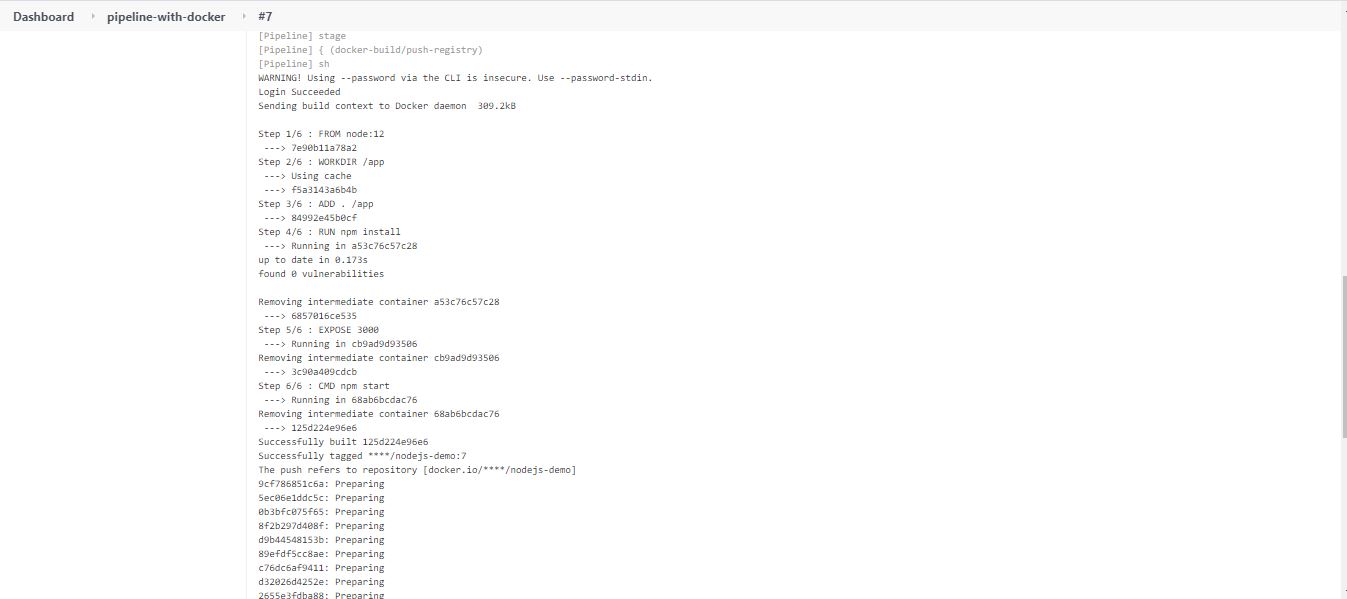 Dashboard pipeline-with-docker #7
[Pipeline] stage
[Pipeline] { (docker-build/push-registry)
[Pipeline] sh
WARNING! Using --password via the CLI is insecure. Use --password-stdin.
Login Succeeded
Sending build context to Docker daemon  309.2kB
Step 1/6 : FROM node:12
---> 7e90b11a78a2
Step 2/6 : WORKDIR /app
---> Using cache
---> f5a3143a6b4b
Step 3/6 : ADD . /app
---> 84992e45b0cf
Step 4/6 : RUN npm install
---> Running in a53c76c57c28
up to date in 0.173s
found 0 vulnerabilities
Removing intermediate container a53c76c57c28
---> 6857016ce535
Step 5/6 : EXPOSE 3000
---> Running in cb9ad9d93506
Removing intermediate container cb9ad9d93506
---> 3c90a409cdcb
Step 6/6 : CMD npm start
---> Running in 68ab6bcdac76
Removing intermediate container 68ab6bcdac76
---> 125d224e96e6
Successfully built 125d224e96e6
Successfully tagged ****/nodejs-demo:7
The push refers to repository [docker.io/****/nodejs-demo]
9cf786851c6a: Preparing
5ec06e1ddc5c: Preparing
0b3bfc075f65: Preparing
8f2b297d408f: Preparing
d9b44548153b: Preparing
89efdf5cc8ae: Preparing
c76dc6af9411: Preparing
d32026d4252e: Preparing
2655e3fdba88: Preparing